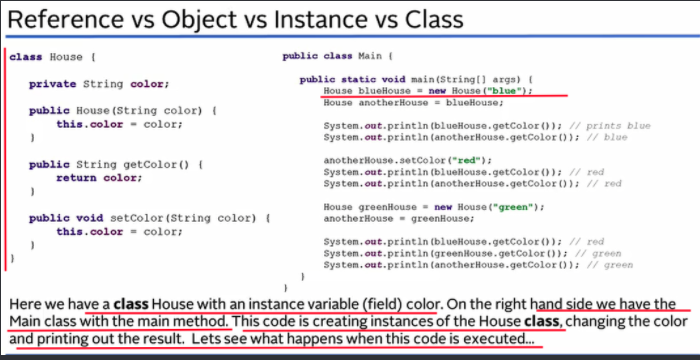 Reference vs Object vs Instance vs Class
class House {
private String color;
public House(String color) {
this.color = color;
}
public String getColor() {
return color;
}
public void setColor(String color) {
this.color = color;
}
}
public class Main {
public static void main(String[] args) {
House blueHouse = new House("blue");
House anotherHouse = blueHouse;
System.out.println(blueHouse.getColor()); // prints blue
System.out.println(anotherHouse.getColor()); // blue
anotherHouse.setColor("red");
System.out.println(blueHouse.getColor()); // red
System.out.println(anotherHouse.getColor()); // red
House greenHouse = new House("green");
anotherHouse = greenHouse;
System.out.println(blueHouse.getColor()); // red
System.out.println(greenHouse.getColor()); // green
System.out.println(anotherHouse.getColor()); // green
}
}
Here we have a class House with an instance variable (field) color. On the right hand side we have the
Main class with the main method. This code is creating instances of the House class, changing the color
and printing out the result. Lets see what happens when this code is executed...